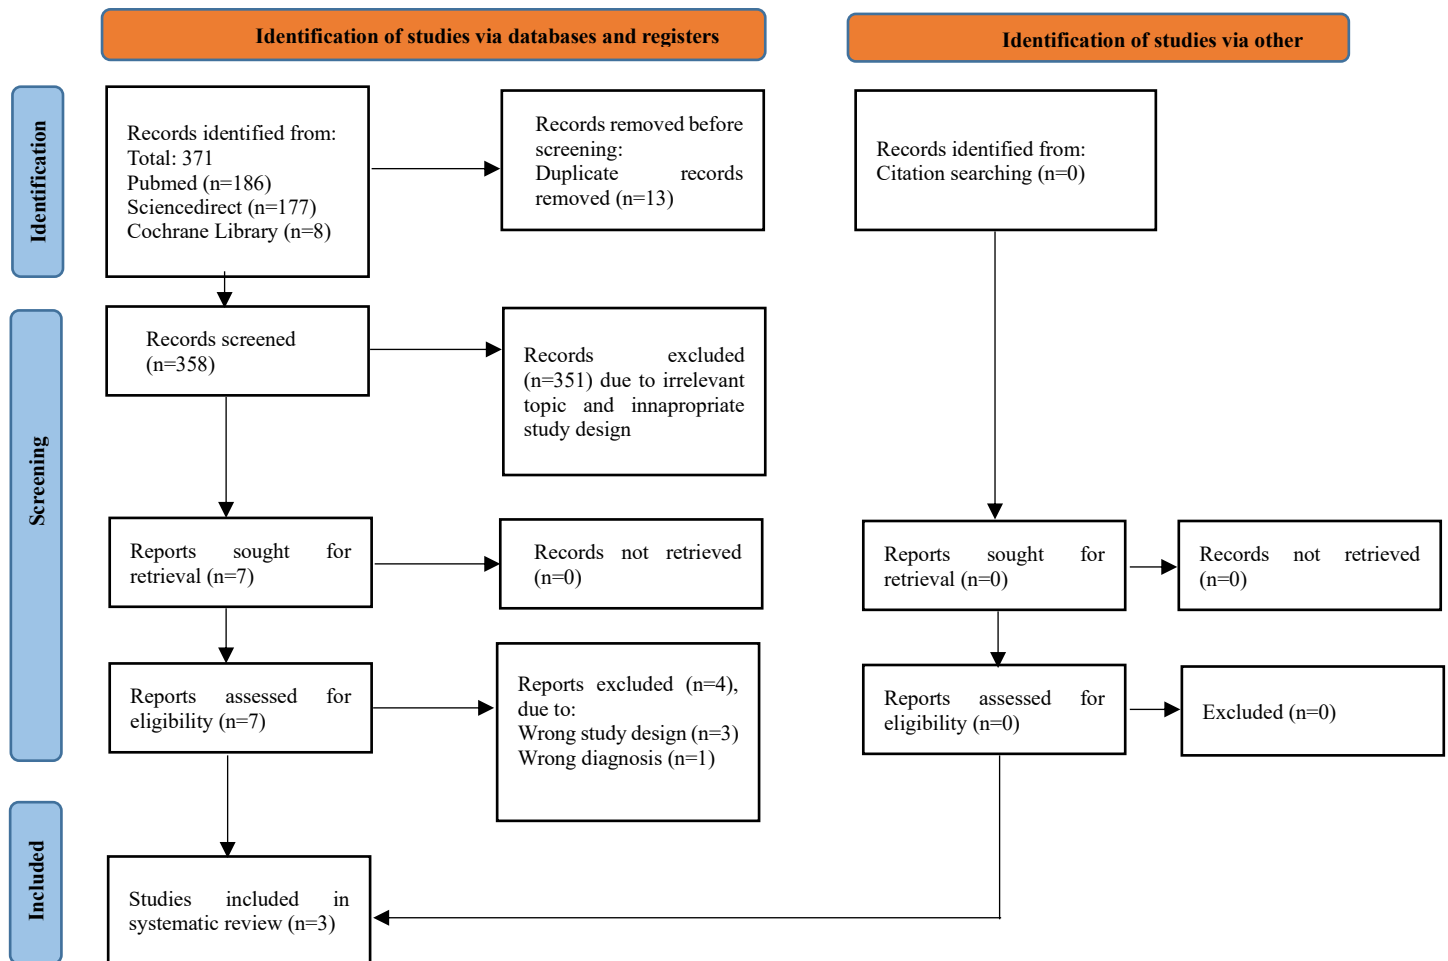 Identification of studies via databases and registers
Identification of studies via other
Identification
Records identified from:
Total: 371
Pubmed (n=186)
Sciencedirect (n=177)
Cochrane Library (n=8)
Records removed before
screening:
Duplicate records
removed (n=13)
Records identified from:
Citation searching (n=0)
Screening
Records screened
(n=358)
Records excluded
(n=351) due to irrelevant
topic and innapropriate
study design
Reports sought for
retrieval (n=7)
Records not retrieved
(n=0)
Reports sought for
retrieval (n=0)
Records not retrieved
(n=0)
Reports assessed for
eligibility (n=7)
Reports excluded (n=4),
due to:
Wrong study design (n=3)
Wrong diagnosis (n=1)
Reports assessed for
eligibility (n=0)
Excluded (n=0)
Included
Studies included in
systematic review (n=3)